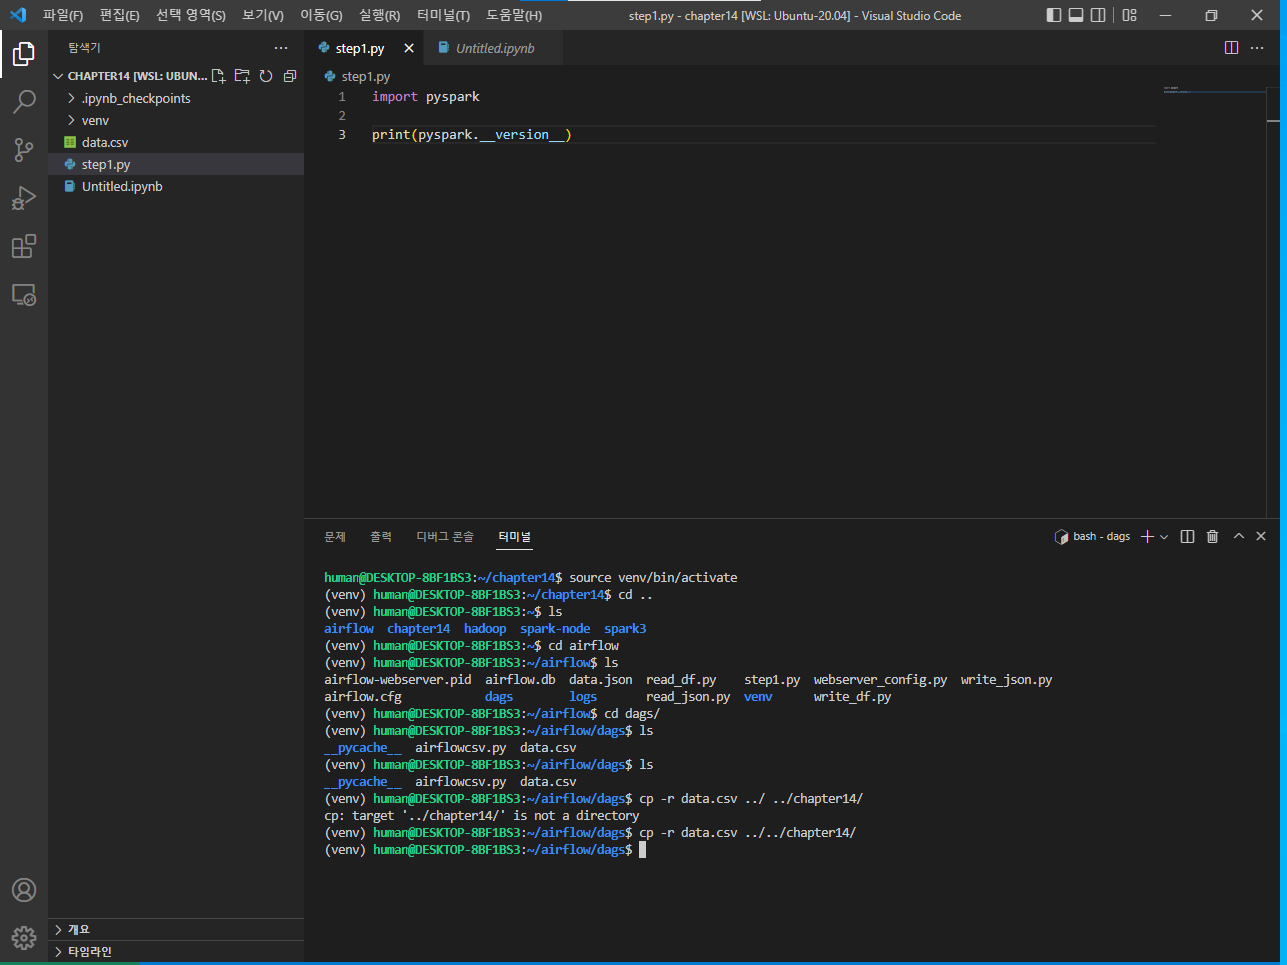 파일(F) 편집(E) 선택 영역(S) 보기(V) 이동(G) 실행(R) 터미널(T) 도움말(H) step1.py - chapter14 [WSL: Ubuntu-20.04] - Visual Studio Code
탐색기
CHAPTER14 [WSL: UBUN...
.ipynb_checkpoints
venv
data.csv
step1.py
Untitled.ipynb
개요
타임라인
step1.py Untitled.ipynb
step1.py
1 import pyspark
2
3 print(pyspark.__version__)
문제 출력 디버그 콘솔 터미널 bash - dags
human@DESKTOP-8BF1BS3:~/chapter14$ source venv/bin/activate
(venv) human@DESKTOP-8BF1BS3:~/chapter14$ cd ..
(venv) human@DESKTOP-8BF1BS3:~$ ls
airflow chapter14 hadoop spark-node spark3
(venv) human@DESKTOP-8BF1BS3:~$ cd airflow
(venv) human@DESKTOP-8BF1BS3:~/airflow$ ls
airflow-webserver.pid airflow.db data.json read_df.py step1.py webserver_config.py write_json.py
airflow.cfg dags logs read_json.py venv write_df.py
(venv) human@DESKTOP-8BF1BS3:~/airflow$ cd dags/
(venv) human@DESKTOP-8BF1BS3:~/airflow/dags$ ls
__pycache__ airflowcsv.py data.csv
(venv) human@DESKTOP-8BF1BS3:~/airflow/dags$ ls
__pycache__ airflowcsv.py data.csv
(venv) human@DESKTOP-8BF1BS3:~/airflow/dags$ cp -r data.csv ../ ../chapter14/
cp: target '../chapter14/' is not a directory
(venv) human@DESKTOP-8BF1BS3:~/airflow/dags$ cp -r data.csv ../../chapter14/
(venv) human@DESKTOP-8BF1BS3:~/airflow/dags$